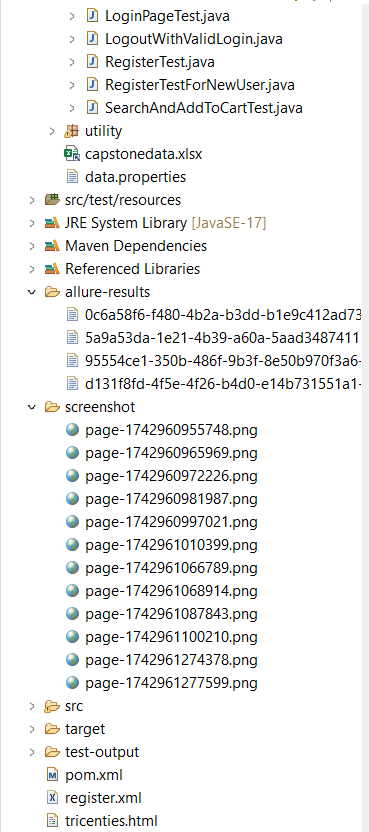 LoginPageTest.java
LogoutWithValidLogin.java
RegisterTest.java
RegisterTestForNewUser.java
SearchAndAddToCartTest.java
utility
capstonedata.xlsx
data.properties
src/test/resources
JRE System Library [JavaSE-17]
Maven Dependencies
Referenced Libraries
allure-results
0c6a58f6-f480-4b2a-b3dd-b1e9c412ad73
5a9a53da-1e21-4b39-a60a-5aad3487411
95554ce1-350b-486f-9b3f-8e50b970f3a6-
d131f8fd-4f5e-4f26-b4d0-e14b731551a1-
screenshot
page-1742960955748.png
page-1742960965969.png
page-1742960972226.png
page-1742960981987.png
page-1742960997021.png
page-1742961010399.png
page-1742961066789.png
page-1742961068914.png
page-1742961087843.png
page-1742961100210.png
page-1742961274378.png
page-1742961277599.png
src
target
test-output
pom.xml
register.xml
tricenties.html